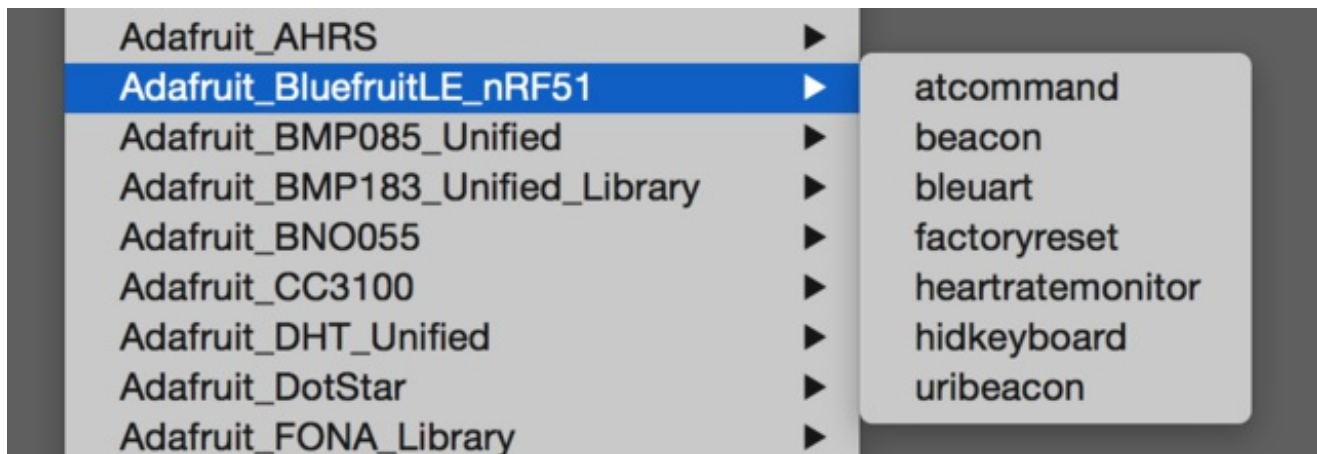 Adafruit_AHRS
Adafruit_BluefruitLE_nRF51
Adafruit_BMP085_Unified
Adafruit_BMP183_Unified_Library
Adafruit_BNO055
Adafruit_CC3100
Adafruit_DHT_Unified
Adafruit_DotStar
Adafruit_FONA_Library
atcommand
beacon
bleuart
factoryreset
heartratemonitor
hidkeyboard
uribeacon